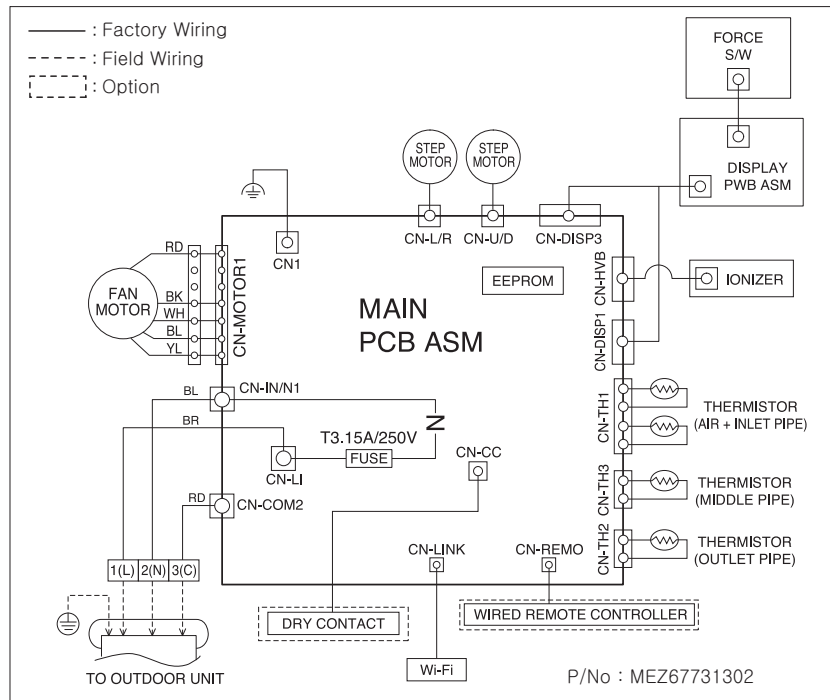 : Factory Wiring
: Field Wiring
: Option
FORCE
S/W
DISPLAY
PWB ASM
STEP
MOTOR
STEP
MOTOR
CN1
CN-L/R
CN-U/D
CN-DISP3
RD
BK
WH
BL
YL
FAN
MOTOR
CN-MOTOR1
MAIN
PCB ASM
EEPROM
CN-HVB
IONIZER
CN-DISP1
BL
CN-IN/N1
BR
T3.15A/250V
FUSE
N
CN-LI
CN-CC
RD
CN-COM2
CN-TH1
THERMISTOR
(AIR + INLET PIPE)
CN-TH3
THERMISTOR
(MIDDLE PIPE)
CN-TH2
THERMISTOR
(OUTLET PIPE)
CN-LINK
CN-REMO
1(L) 2(N) 3(C)
DRY CONTACT
WIRED REMOTE CONTROLLER
Wi-Fi
TO OUTDOOR UNIT
P/No : MEZ67731302